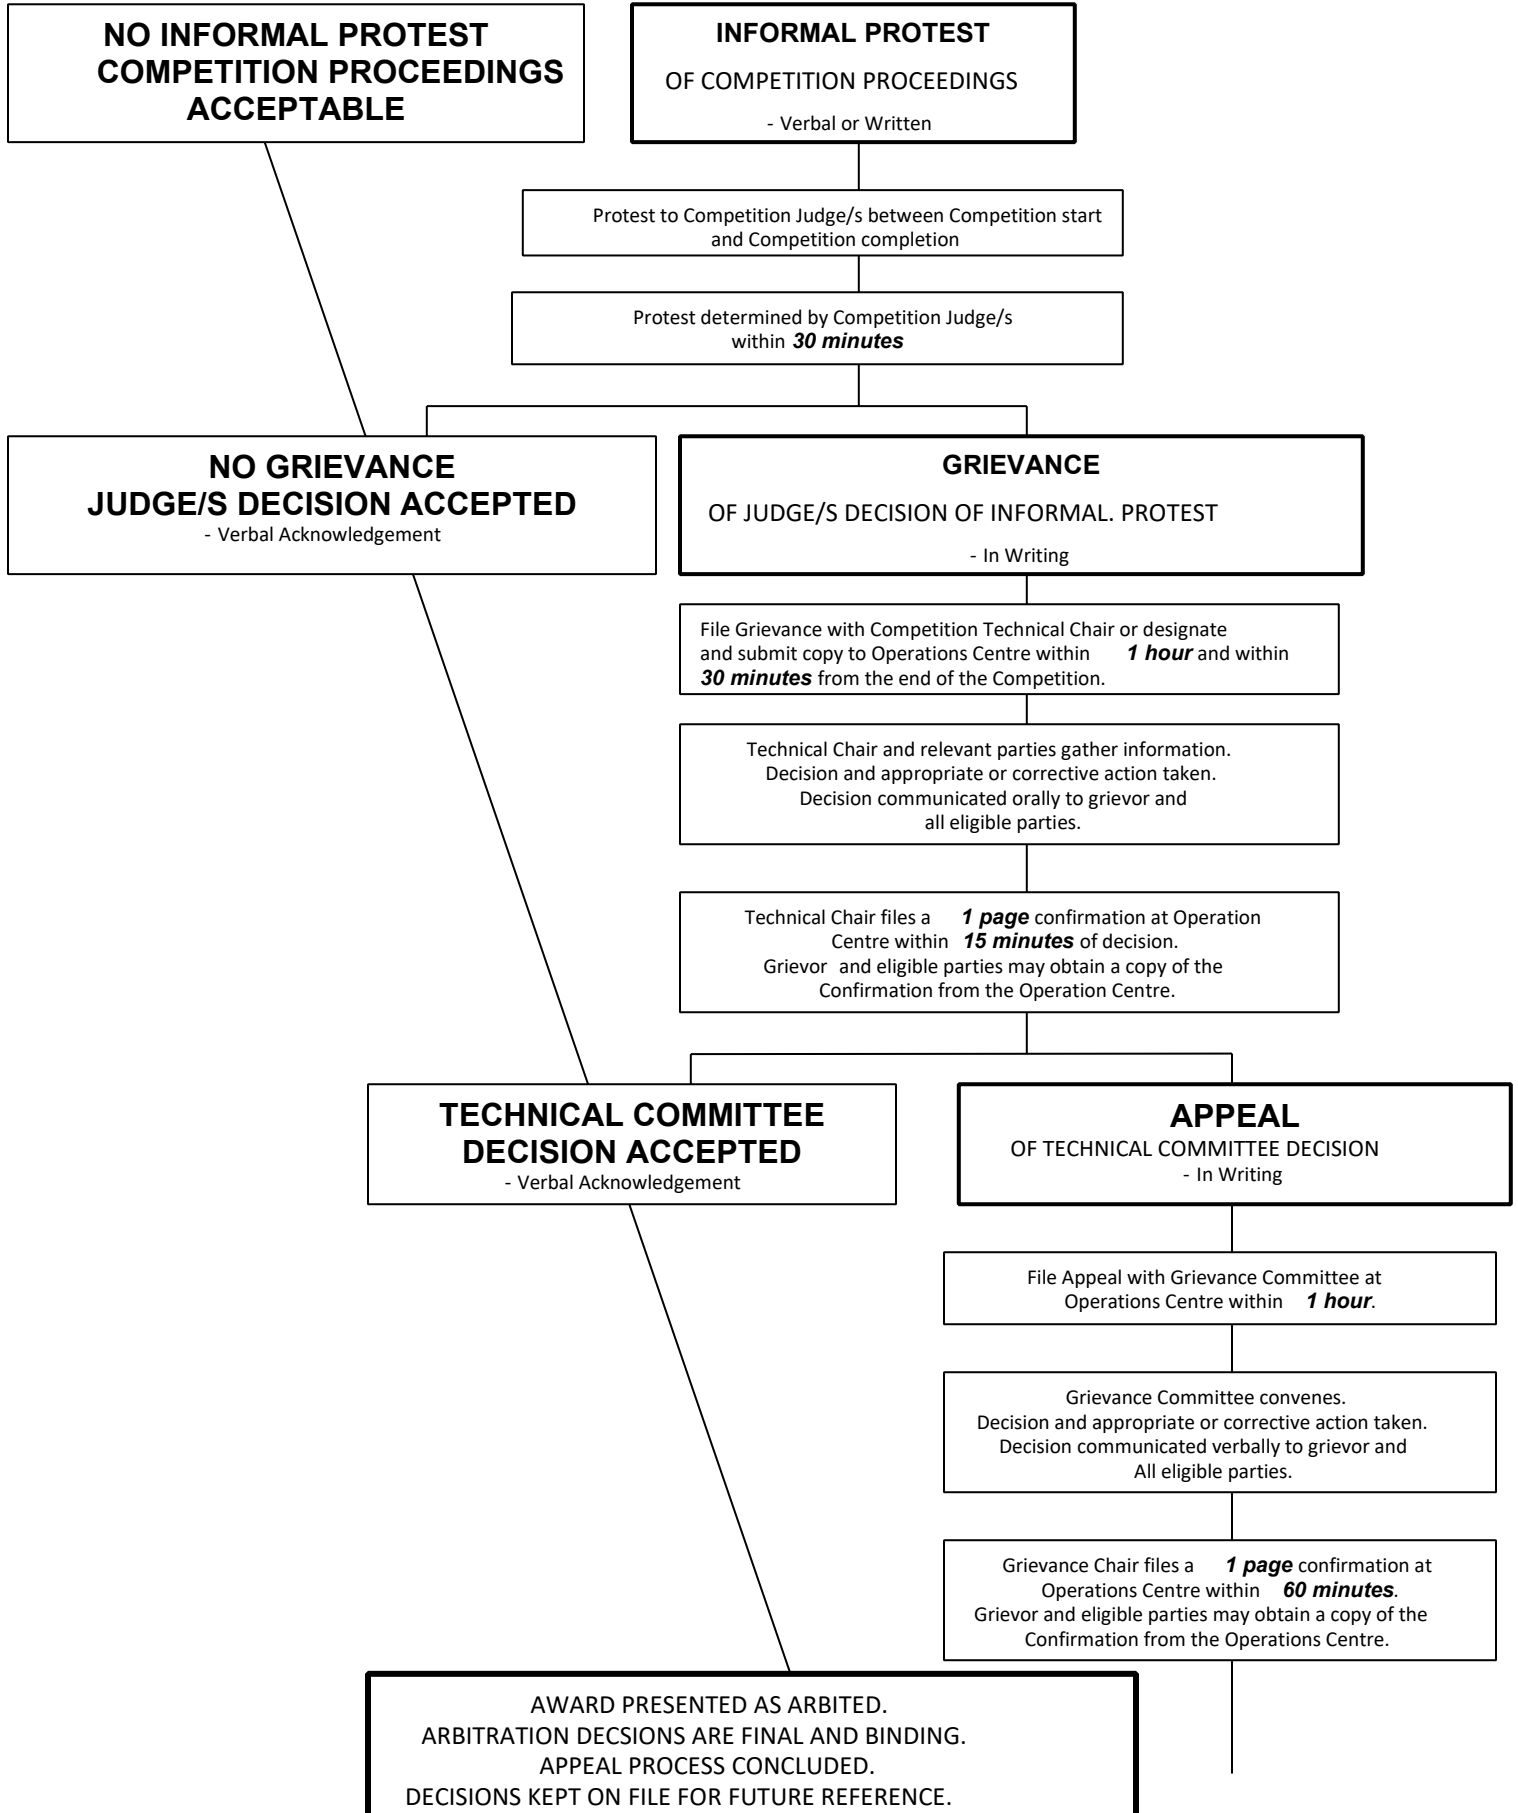 NO INFORMAL PROTEST
COMPETITION PROCEEDINGS
ACCEPTABLE
INFORMAL PROTEST
OF COMPETITION PROCEEDINGS
- Verbal or Written
Protest to Competition Judge/s between Competition start
and Competition completion
Protest determined by Competition Judge/s
within 30 minutes
NO GRIEVANCE
JUDGE/S DECISION ACCEPTED
- Verbal Acknowledgement
GRIEVANCE
OF JUDGE/S DECISION OF INFORMAL. PROTEST
- In Writing
File Grievance with Competition Technical Chair or designate
and submit copy to Operations Centre within 1 hour and within
30 minutes from the end of the Competition.
Technical Chair and relevant parties gather information.
Decision and appropriate or corrective action taken.
Decision communicated orally to grievor and
all eligible parties.
Technical Chair files a 1 page confirmation at Operation
Centre within 15 minutes of decision.
Grievor and eligible parties may obtain a copy of the
Confirmation from the Operation Centre.
TECHNICAL COMMITTEE
DECISION ACCEPTED
- Verbal Acknowledgement
APPEAL
OF TECHNICAL COMMITTEE DECISION
- In Writing
File Appeal with Grievance Committee at
Operations Centre within 1 hour.
Grievance Committee convenes.
Decision and appropriate or corrective action taken.
Decision communicated verbally to grievor and
All eligible parties.
Grievance Chair files a 1 page confirmation at
Operations Centre within 60 minutes.
Grievor and eligible parties may obtain a copy of the
Confirmation from the Operations Centre.
AWARD PRESENTED AS ARBITED.
ARBITRATION DECSIONS ARE FINAL AND BINDING.
APPEAL PROCESS CONCLUDED.
DECISIONS KEPT ON FILE FOR FUTURE REFERENCE.